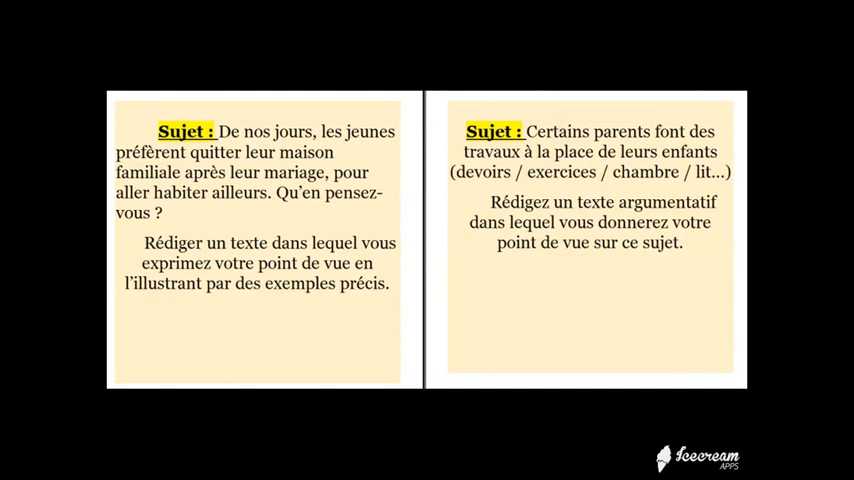 Sujet : De nos jours, les jeunes
préfèrent quitter leur maison
familiale après leur mariage, pour
aller habiter ailleurs. Qu'en pensez-
vous ?
Rédiger un texte dans lequel vous
exprimez votre point de vue en
l'illustrant par des exemples précis.
Sujet : Certains parents font des
travaux à la place de leurs enfants
(devoirs / exercices / chambre / lit...)
Rédigez un texte argumentatif
dans lequel vous donnerez votre
point de vue sur ce sujet.
Icecream
APPS